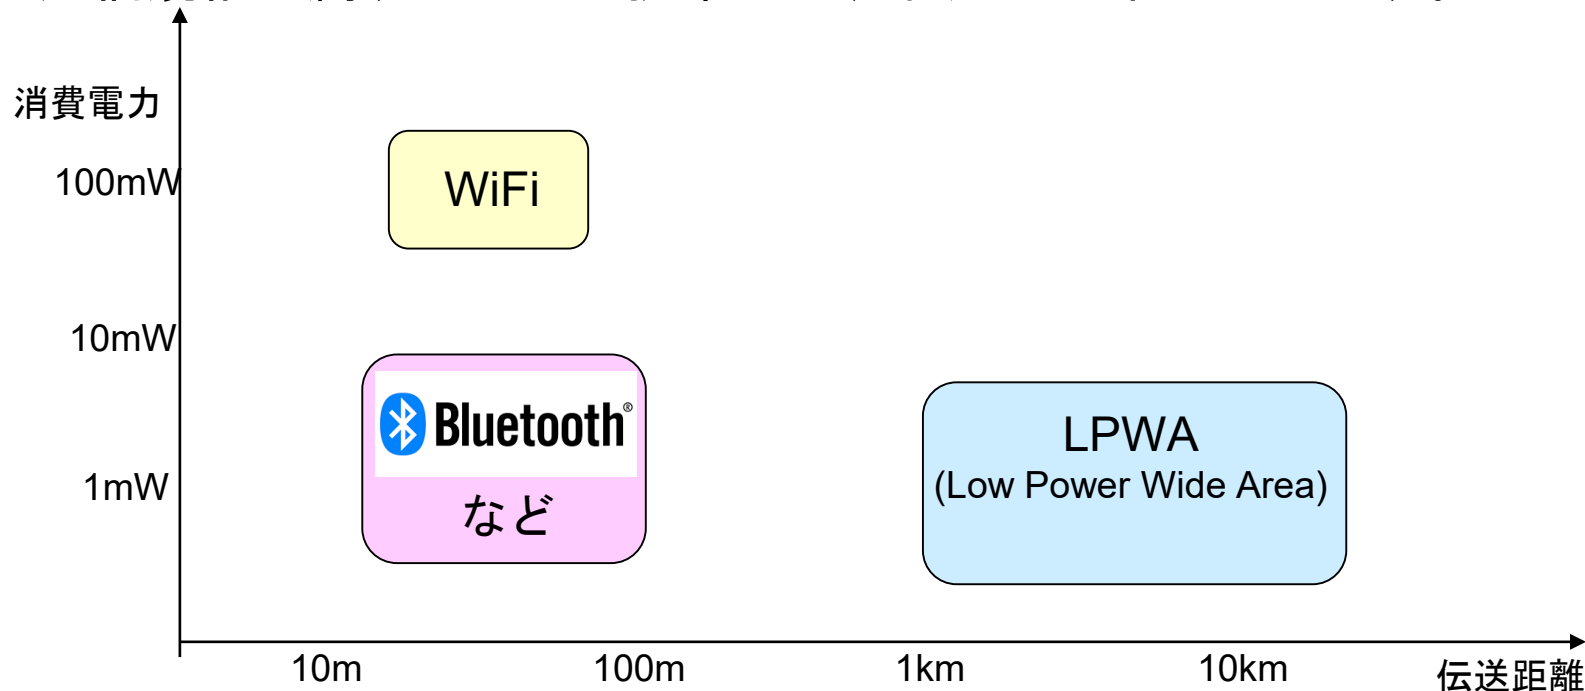 消費電力
100mW
WiFi
10mW
Bluetooth®
など
1mW
LPWA
(Low Power Wide Area)
10m
100m
1km
10km
伝送距離